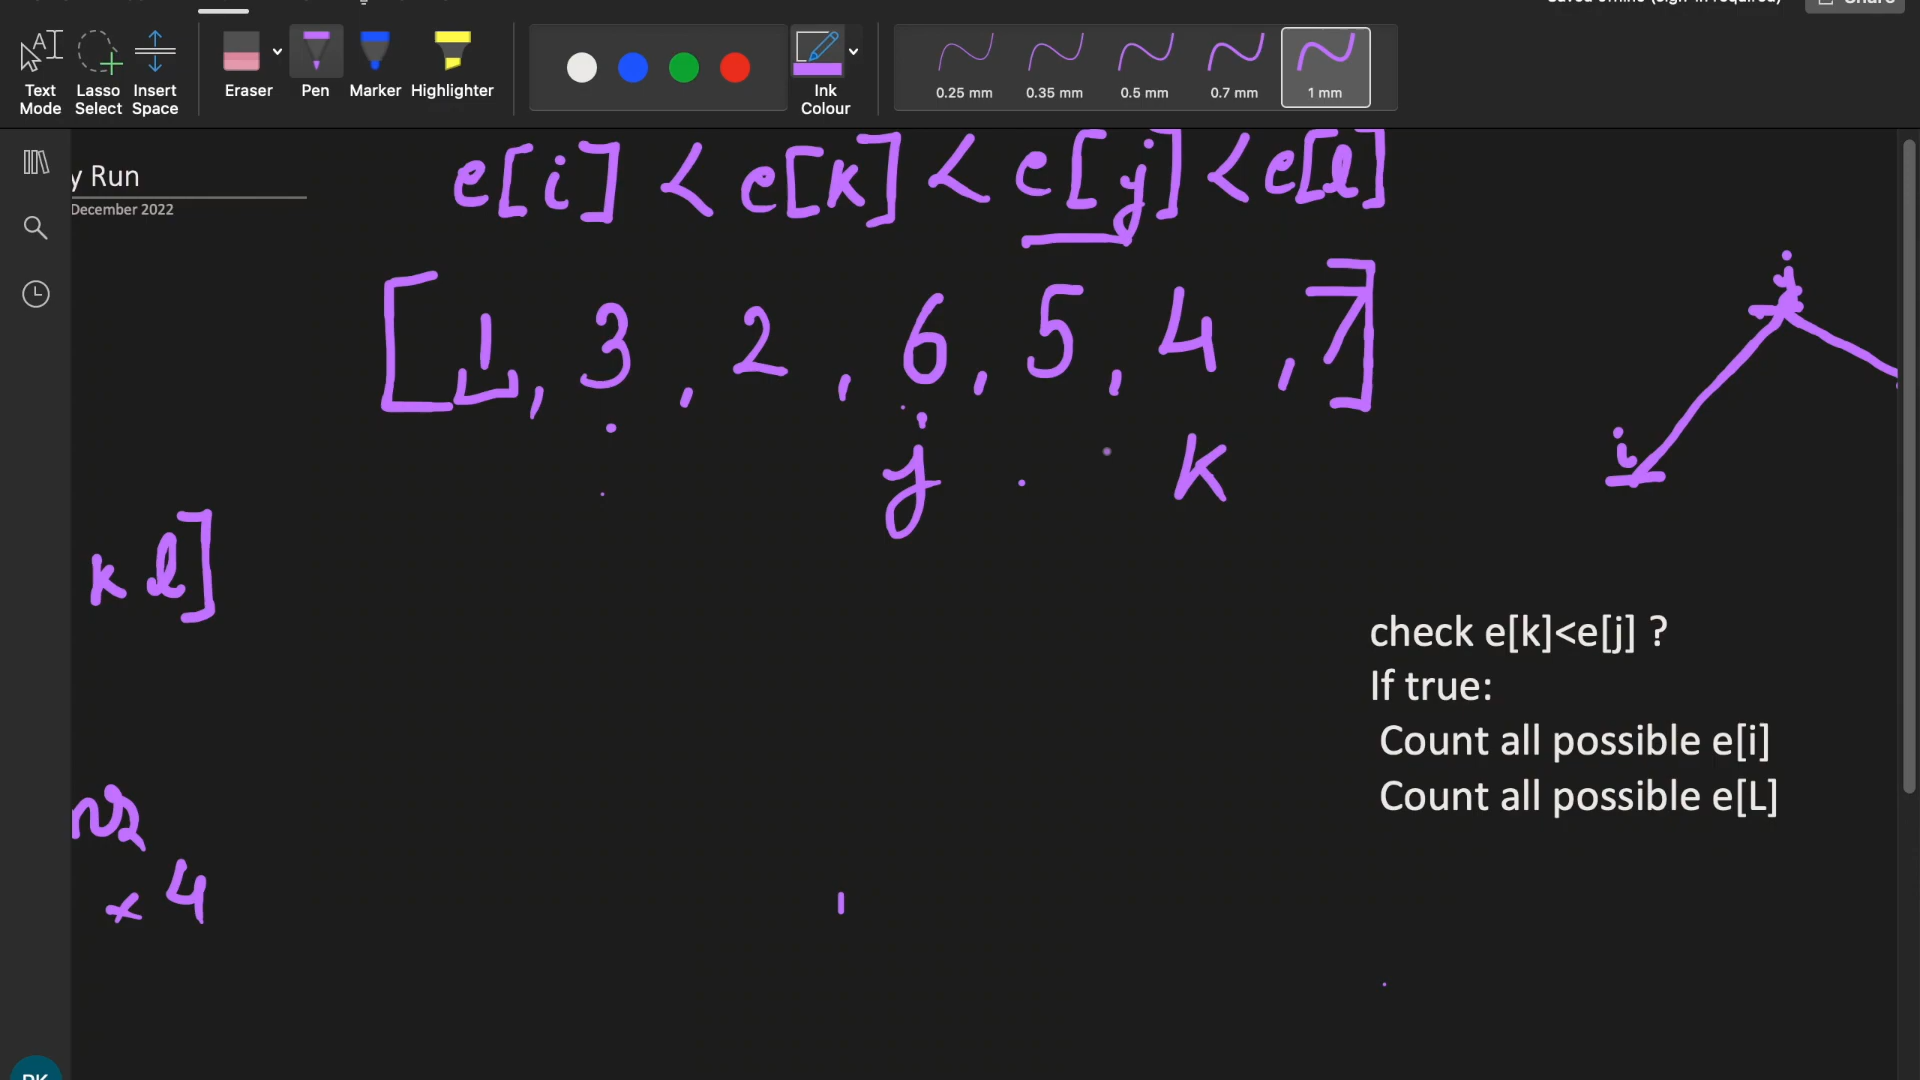 Share
Text Mode
Lasso Select
Insert Space
Eraser
Pen
Marker
Highlighter
Ink Colour
0.25 mm
0.35 mm
0.5 mm
0.7 mm
1 mm
y Run
December 2022
e[i] < e[k] < e[j] < e[l]
[1, 3, 2, 6, 5, 4, 7]
j k
j
i
k l]
check e[k]<e[j] ?
If true:
Count all possible e[i]
Count all possible e[L]
× 4